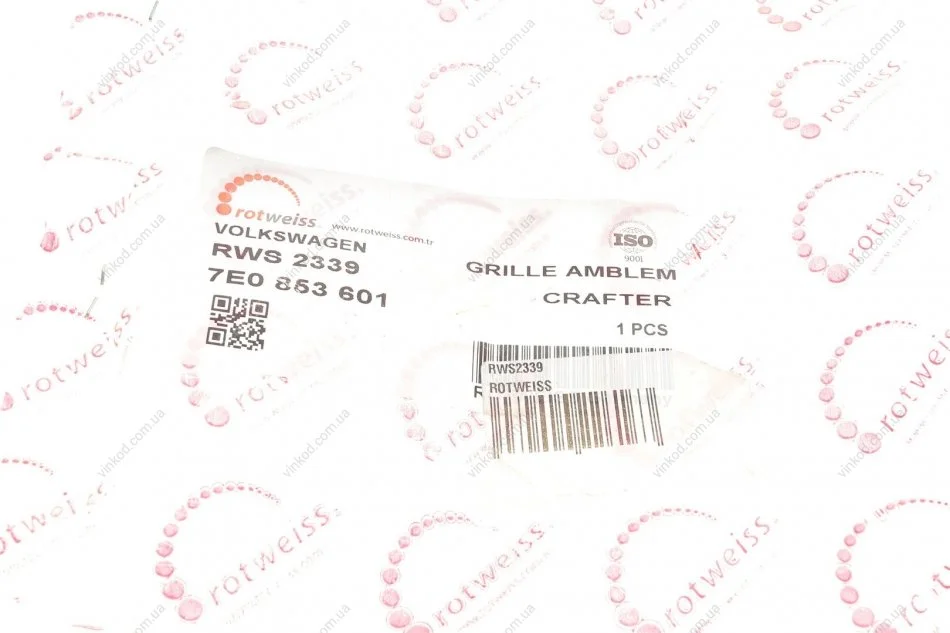 rotweiss
www.rotweiss.com.tr
VOLKSWAGEN
RWS 2339
7E0 853 601
ISO
9001
GRILLE AMBLEM
CRAFTER
1 PCS
RWS2339
ROTWEISS
rotweiss
vinkod.com.ua